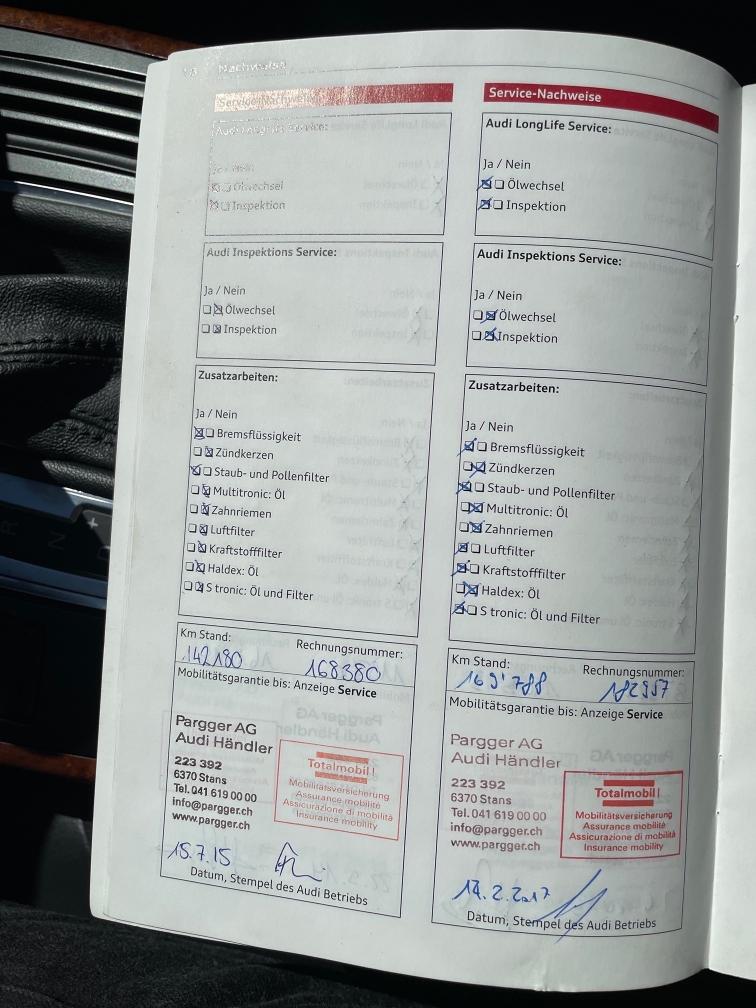 Nachweise
Service-Nachweise
Audi LongLife Service:
Ja / Nein
Ölwechsel
Inspektion
Audi Inspektions Service:
Ja / Nein
Ölwechsel
Inspektion
Zusatzarbeiten:
Ja / Nein
Bremsflüssigkeit
Zündkerzen
Staub- und Pollenfilter
Multitronic: Öl
Zahnriemen
Luftfilter
Kraftstofffilter
Haldex: Öl
S tronic: Öl und Filter
Km Stand: Rechnungsnummer:
142180 168380
Mobilitätsgarantie bis: Anzeige Service
Pargger AG
Audi Händler
223 392
6370 Stans
Tel. 041 619 00 00
info@pargger.ch
www.pargger.ch
Totalmobil!
Mobilitätsversicherung
Assurance mobilité
Assicurazione di mobilità
Insurance mobility
15.7.15
Datum, Stempel des Audi Betriebs
Service-Nachweise
Audi LongLife Service:
Ja / Nein
Ölwechsel
Inspektion
Audi Inspektions Service:
Ja / Nein
Ölwechsel
Inspektion
Zusatzarbeiten:
Ja / Nein
Bremsflüssigkeit
Zündkerzen
Staub- und Pollenfilter
Multitronic: Öl
Zahnriemen
Luftfilter
Kraftstofffilter
Haldex: Öl
S tronic: Öl und Filter
Km Stand: Rechnungsnummer:
169'788 182957
Mobilitätsgarantie bis: Anzeige Service
Pargger AG
Audi Händler
223 392
6370 Stans
Tel. 041 619 00 00
info@pargger.ch
www.pargger.ch
Totalmobil!
Mobilitätsversicherung
Assurance mobilité
Assicurazione di mobilità
Insurance mobility
14.2.2017
Datum, Stempel des Audi Betriebs